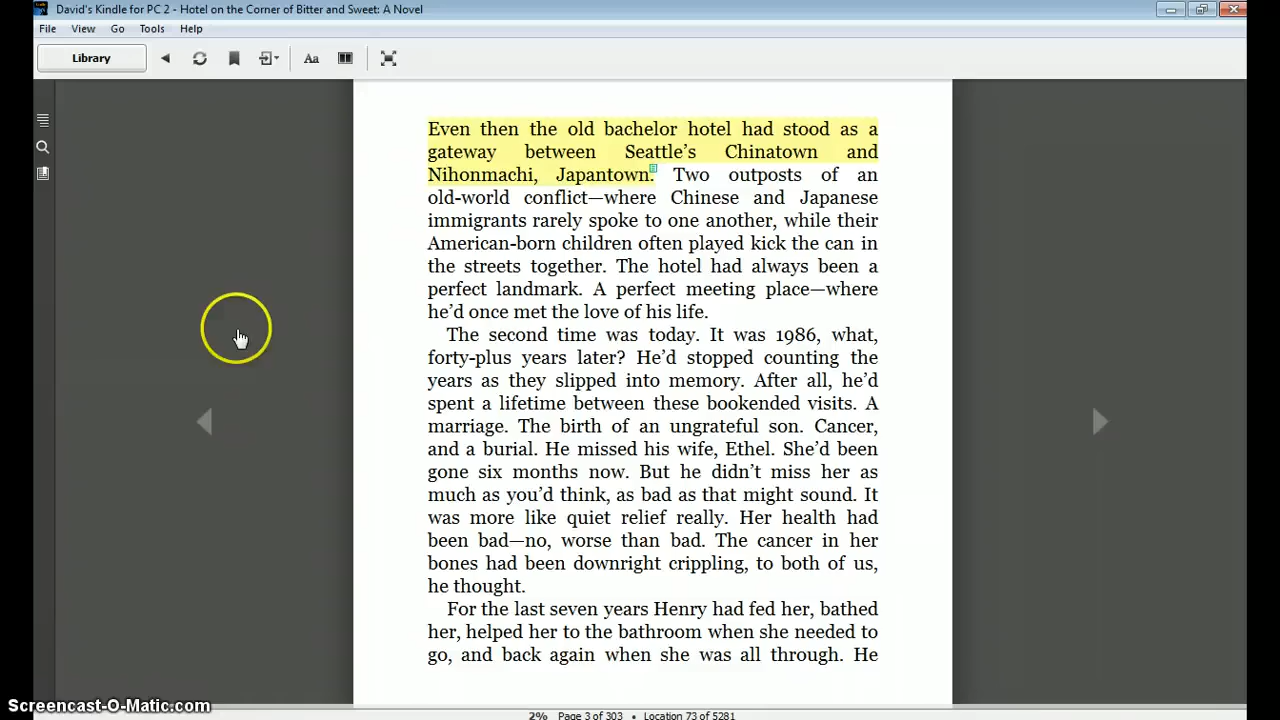 David's Kindle for PC 2 - Hotel on the Corner of Bitter and Sweet: A Novel
File View Go Tools Help
Library Aa
Even then the old bachelor hotel had stood as a
gateway between Seattle’s Chinatown and
Nihonmachi, Japantown. Two outposts of an
old-world conflict—where Chinese and Japanese
immigrants rarely spoke to one another, while their
American-born children often played kick the can in
the streets together. The hotel had always been a
perfect landmark. A perfect meeting place—where
he’d once met the love of his life.
The second time was today. It was 1986, what,
forty-plus years later? He’d stopped counting the
years as they slipped into memory. After all, he’d
spent a lifetime between these bookended visits. A
marriage. The birth of an ungrateful son. Cancer,
and a burial. He missed his wife, Ethel. She’d been
gone six months now. But he didn’t miss her as
much as you’d think, as bad as that might sound. It
was more like quiet relief really. Her health had
been bad—no, worse than bad. The cancer in her
bones had been downright crippling, to both of us,
he thought.
For the last seven years Henry had fed her, bathed
her, helped her to the bathroom when she needed to
go, and back again when she was all through. He
Screencast-O-Matic.com
2% Page 3 of 303 • Location 73 of 5281